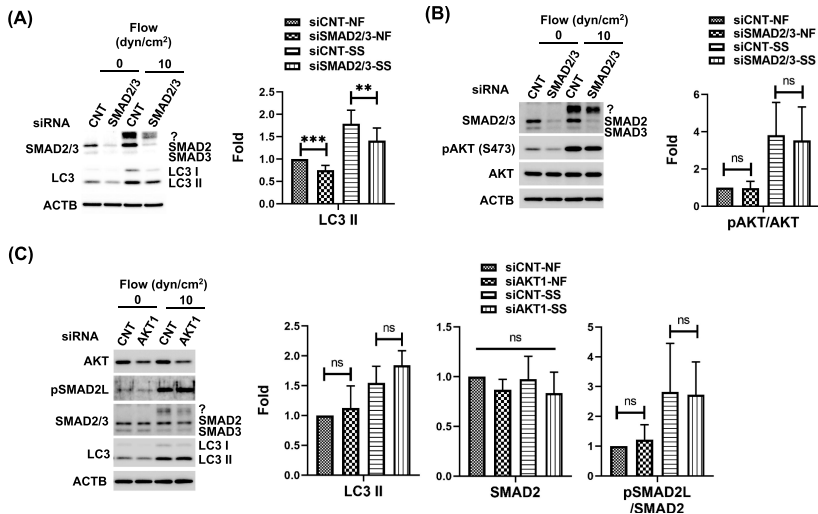 (A)
Flow
(dyn/cm²)
0 10
siRNA CNT SMAD2/3 CNT SMAD2/3
?
SMAD2/3 SMAD2
SMAD3
LC3 LC3 I
LC3 II
ACTB
siCNT-NF
siSMAD2/3-NF
siCNT-SS
siSMAD2/3-SS
Fold
2.5
2.0
1.5
1.0
0.5
0.0
***
**
LC3 II
(B)
Flow
(dyn/cm²)
0 10
siRNA CNT SMAD2/3 CNT SMAD2/3
?
SMAD2/3 SMAD2
SMAD3
pAKT (S473)
AKT
ACTB
siCNT-NF
siSMAD2/3-NF
siCNT-SS
siSMAD2/3-SS
Fold
8
6
4
2
0
ns
ns
pAKT/AKT
(C)
Flow (dyn/cm²)
0 10
siRNA CNT AKT1 CNT AKT1
AKT
pSMAD2L
?
SMAD2/3 SMAD2
SMAD3
LC3 LC3 I
LC3 II
ACTB
siCNT-NF
siAKT1-NF
siCNT-SS
siAKT1-SS
Fold
2.5
2.0
1.5
1.0
0.5
0.0
ns
ns
LC3 II
1.5
1.0
0.5
0.0
ns
SMAD2
5
4
3
2
1
0
ns
ns
pSMAD2L
/SMAD2